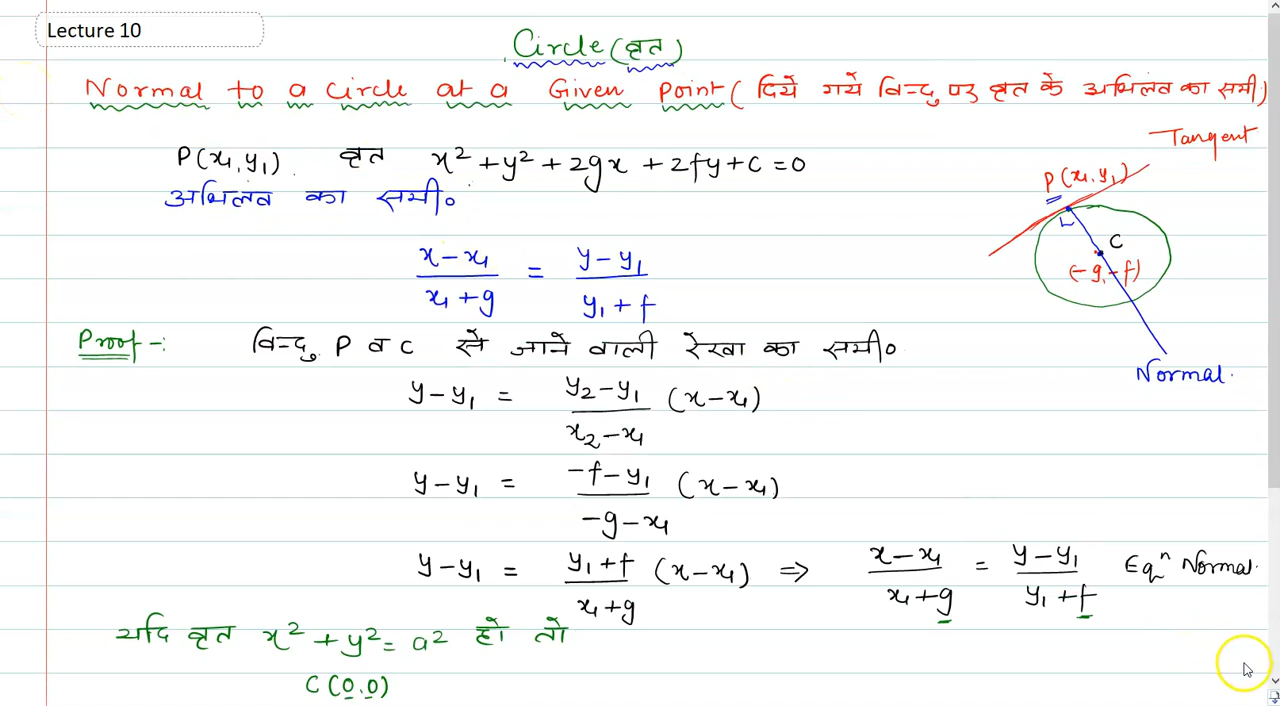 Lecture 10
Circle (वृत)
Normal to a circle at a Given Point ( दिये गये बिन्दु पर वृत के अभिलंब का समी)
Tangent
P(x₁, y₁) वृत x² + y² + 2gx + 2fy + c = 0
P(x₁, y₁)
अभिलंब का समी०
C
(-g, -f)
(x - x₁)/(x₁ + g) = (y - y₁)/(y₁ + f)
Proof -: बिन्दु P व C से जाने वाली रेखा का समी०
Normal.
y - y₁ = (y₂ - y₁)/(x₂ - x₁) (x - x₁)
y - y₁ = (-f - y₁)/(-g - x₁) (x - x₁)
y - y₁ = (y₁ + f)/(x₁ + g) (x - x₁) ⇒ (x - x₁)/(x₁ + g) = (y - y₁)/(y₁ + f) Eqⁿ Normal.
यदि वृत x² + y² = a² हो तो
C (0, 0)